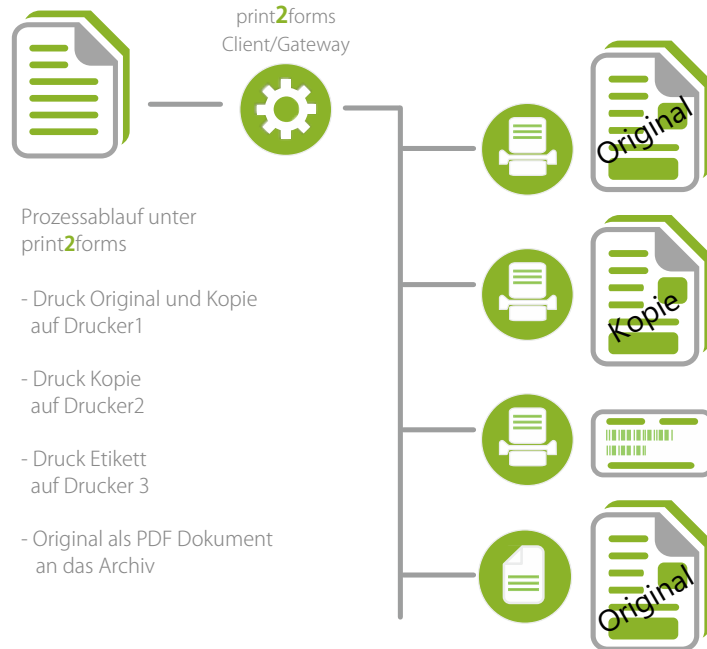 print2forms
Client/Gateway
Original
Prozessablauf unter
print2forms
- Druck Original und Kopie
auf Drucker1
Kopie
- Druck Kopie
auf Drucker2
- Druck Etikett
auf Drucker 3
- Original als PDF Dokument
an das Archiv
Original